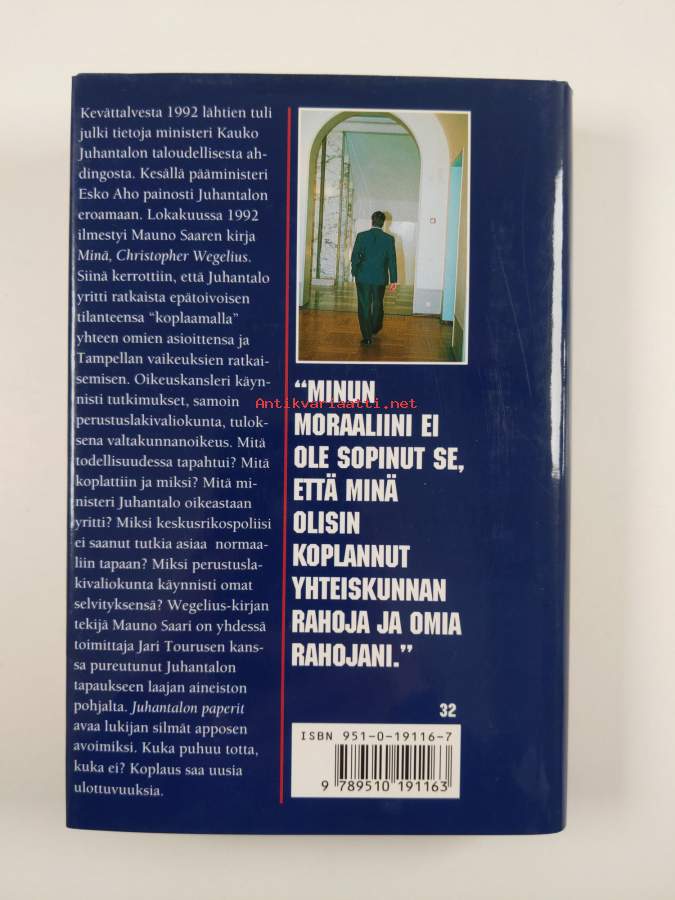 Kevättalvesta 1992 lähtien tuli
julki tietoja ministeri Kauko
Juhantalon taloudellisesta ah-
dingosta. Kesällä pääministeri
Esko Aho painosti Juhantalon
eroamaan. Lokakuussa 1992
ilmestyi Mauno Saaren kirja
Minä, Christopher Wegelius.
Siinä kerrottiin, että Juhantalo
yritti ratkaista epätoivoisen
tilanteensa "koplaamalla"
yhteen omien asioittensa ja
Tampellan vaikeuksien ratkai-
semisen. Oikeuskansleri käyn-
nisti tutkimukset, samoin
perustuslakivaliokunta, tulok-
sena valtakunnanoikeus. Mitä
todellisuudessa tapahtui? Mitä
koplattiin ja miksi? Mitä mi-
nisteri Juhantalo oikeastaan
yritti? Miksi keskusrikospoliisi
ei saanut tutkia asiaa normaa-
liin tapaan? Miksi perustusla-
kivaliokunta käynnisti omat
selvityksensä? Wegelius-kirjan
tekijä Mauno Saari on yhdessä
toimittaja Jari Tourusen kans-
sa pureutunut Juhantalon
tapaukseen laajan aineiston
pohjalta. Juhantalon paperit
avaa lukijan silmät apposen
avoimiksi. Kuka puhuu totta,
kuka ei? Koplaus saa uusia
ulottuvuuksia.
"MINUN
MORAALIINI EI
OLE SOPINUT SE,
ETTÄ MINÄ
OLISIN
KOPLANNUT
YHTEISKUNNAN
RAHOJA JA OMIA
RAHOJANI."
32
ISBN 951-0-19116-7
9 789510 191163
Antikvariaatti.net